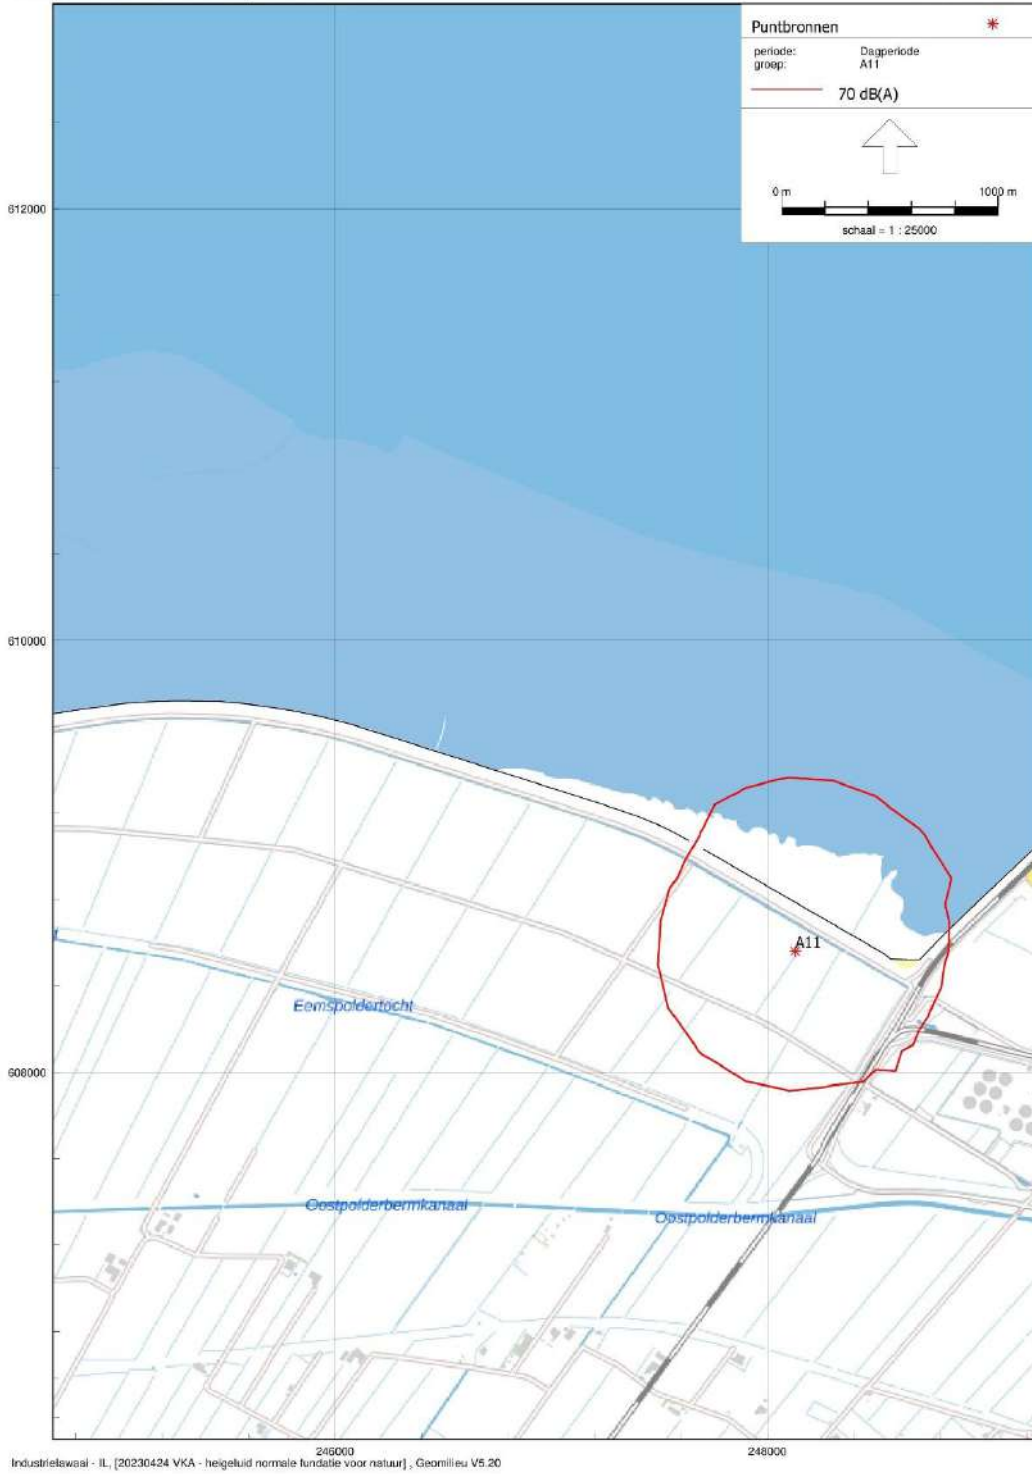 Puntbronnen
periode: Dagperiode
groep: A11
70 dB(A)
0 m 1000 m
schaal = 1 : 25000
612000
610000
A11
Eemspoldertocht
608000
Oostpolderbermkanaal
Oostpolderbermkanaal
246000 248000
Industrielawaai - IL, [20230424 VKA - heigeluid normale fundatie voor natuur] , Geomilieu V5.20